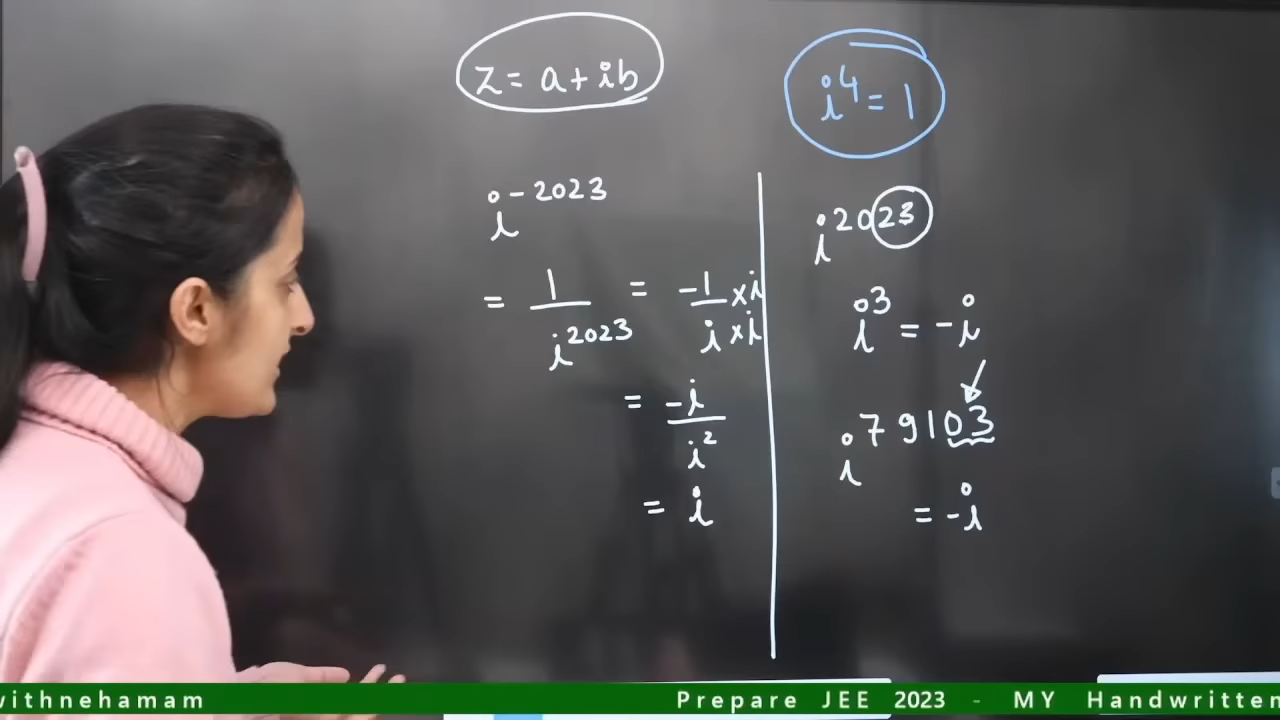 z = a + ib
i⁴ = 1
i⁻²⁰²³
= 1/i²⁰²³ = -1/i × i/i
= -i/i²
= i
i²⁰²³
i³ = -i
i⁷⁹¹⁰³
= -i
withnehamam Prepare JEE 2023 - MY Handwritten